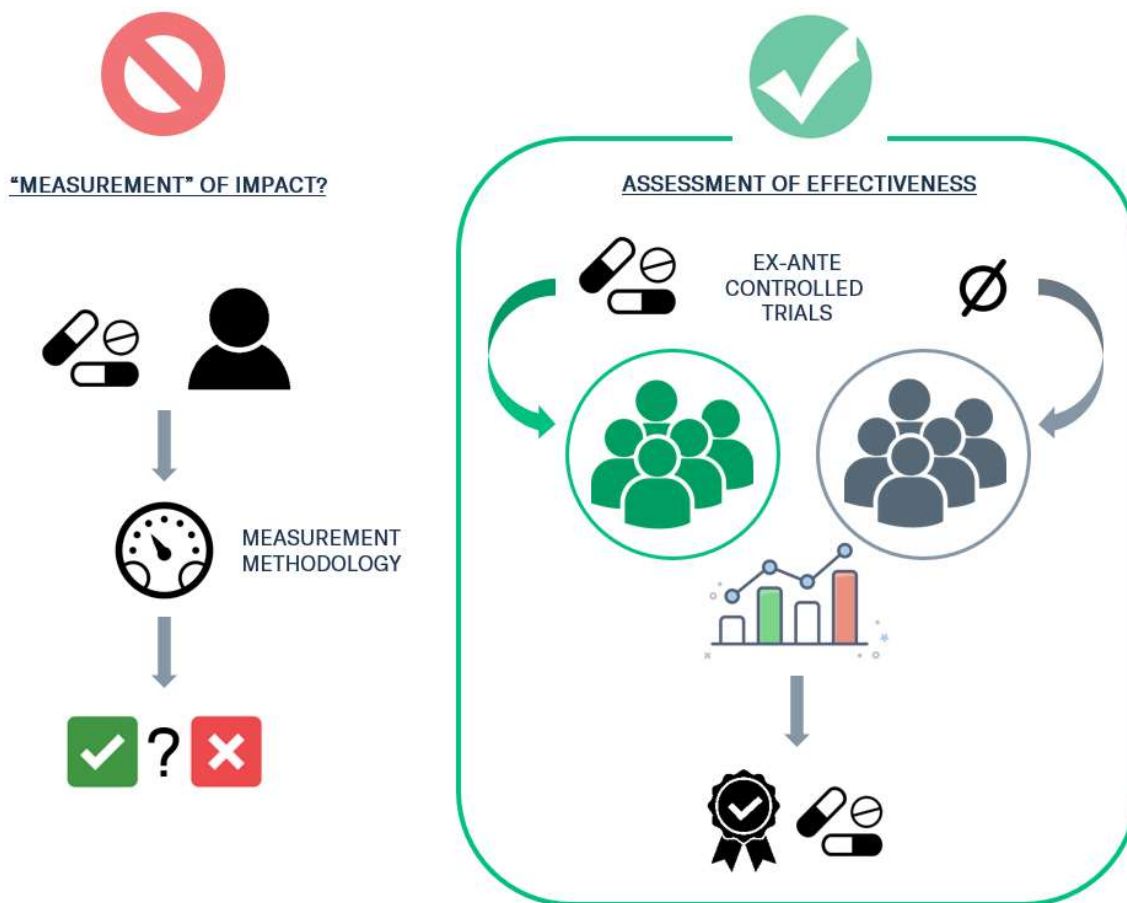 "MEASUREMENT" OF IMPACT?
MEASUREMENT
METHODOLOGY
?
ASSESSMENT OF EFFECTIVENESS
EX-ANTE
CONTROLLED
TRIALS
Ø